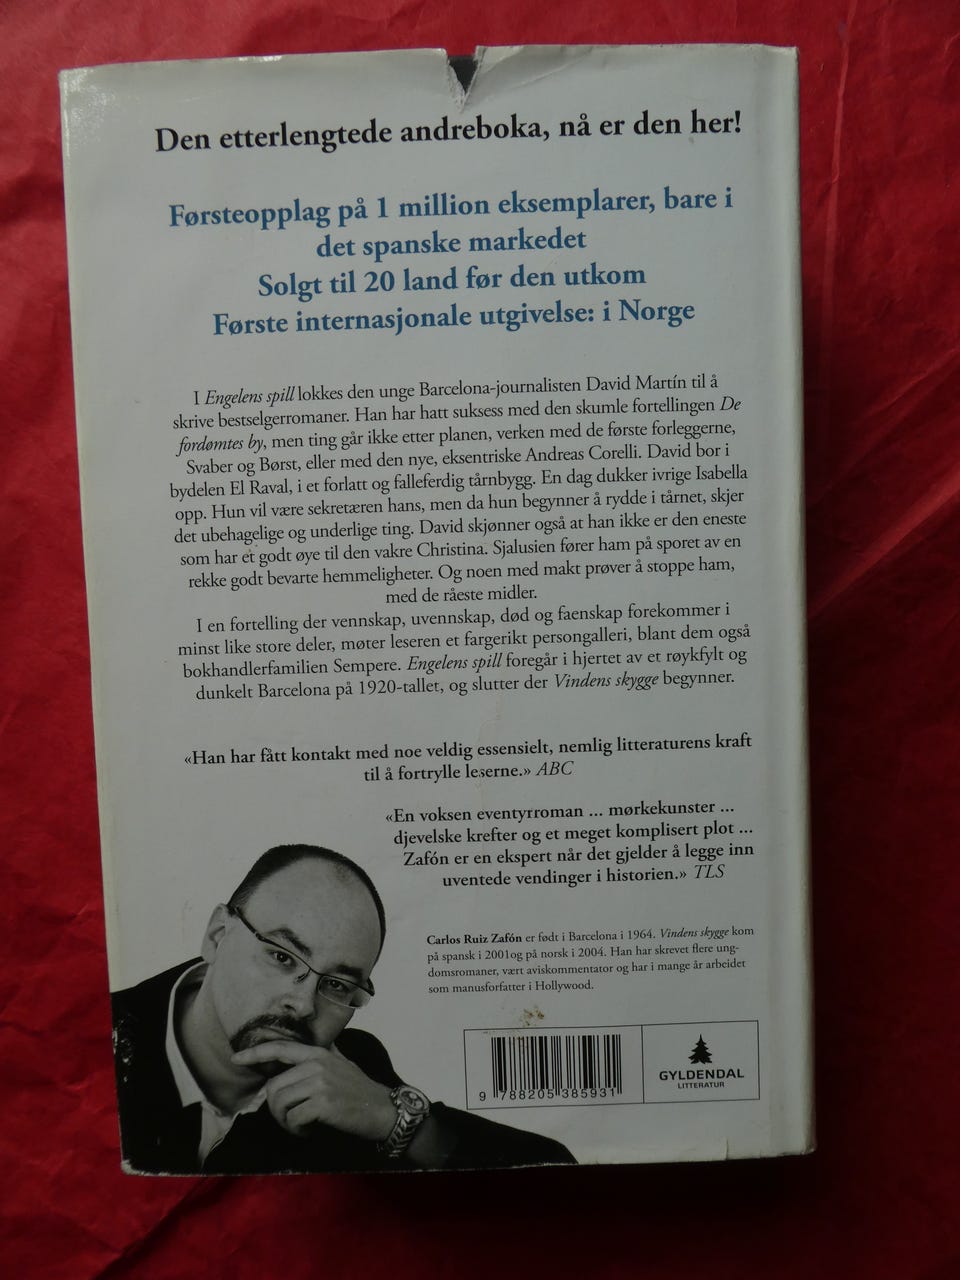 Den etterlengtede andreboka, nå er den her!
Førsteopplag på 1 million eksemplarer, bare i
det spanske markedet
Solgt til 20 land før den utkom
Første internasjonale utgivelse: i Norge
I Engelens spill lokkes den unge Barcelona-journalisten David Martín til å
skrive bestselgerromaner. Han har hatt suksess med den skumle fortellingen De
fordømtes by, men ting går ikke etter planen, verken med de første forleggerne,
Svaber og Børst, eller med den nye, eksentriske Andreas Corelli. David bor i
bydelen El Raval, i et forlatt og falleferdig tårnbygg. En dag dukker ivrige Isabella
opp. Hun vil være sekretæren hans, men da hun begynner å rydde i tårnet, skjer
det ubehagelige og underlige ting. David skjønner også at han ikke er den eneste
som har et godt øye til den vakre Christina. Sjalusien fører ham på sporet av en
rekke godt bevarte hemmeligheter. Og noen med makt prøver å stoppe ham,
med de råeste midler.
I en fortelling der vennskap, uvennskap, død og faenskap forekommer i
minst like store deler, møter leseren et fargerikt persongalleri, blant dem også
bokhandlerfamilien Sempere. Engelens spill foregår i hjertet av et røykfylt og
dunkelt Barcelona på 1920-tallet, og slutter der Vindens skygge begynner.
«Han har fått kontakt med noe veldig essensielt, nemlig litteraturens kraft
til å fortrylle leserne.» ABC
«En voksen eventyrroman ... mørkekunster ...
djevelske krefter og et meget komplisert plot ...
Zafón er en ekspert når det gjelder å legge inn
uventede vendinger i historien.» TLS
Carlos Ruiz Zafón er født i Barcelona i 1964. Vindens skygge kom
på spansk i 2001og på norsk i 2004. Han har skrevet flere ung-
domsromaner, vært aviskommentator og har i mange år arbeidet
som manusforfatter i Hollywood.
9 788205 385931
GYLDENDAL
LITTERATUR